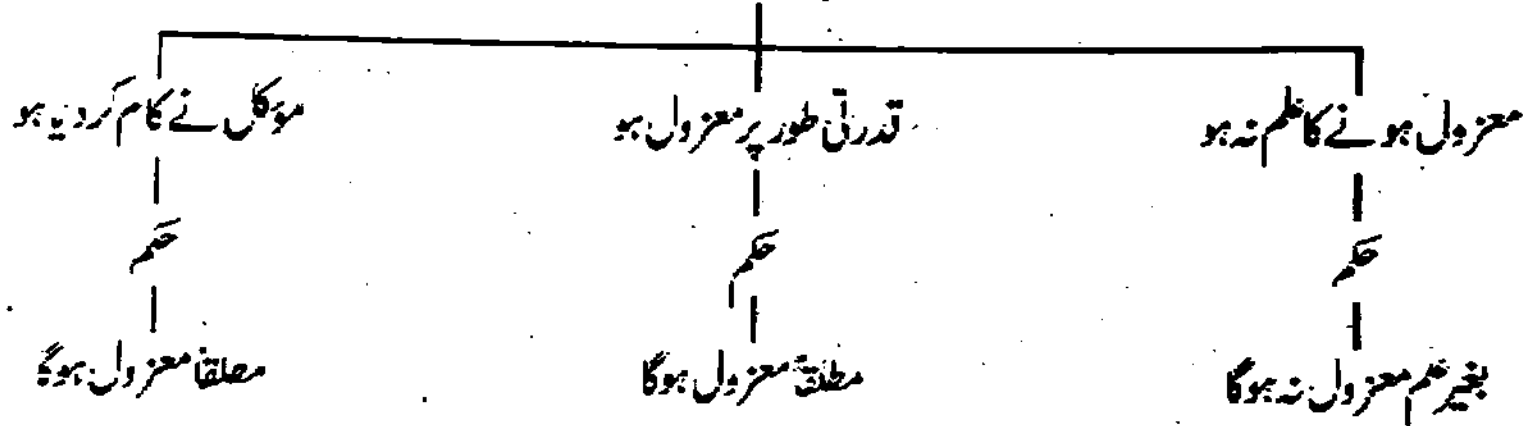 معزول ہونے کا علم نہ ہو
قدرتی طور پر معزول ہو
مؤکل نے کام کر دیا ہو
حکم
حکم
حکم
بغیر علم معزول نہ ہوگا
مطلقاً معزول ہوگا
مطلقاً معزول ہوگا